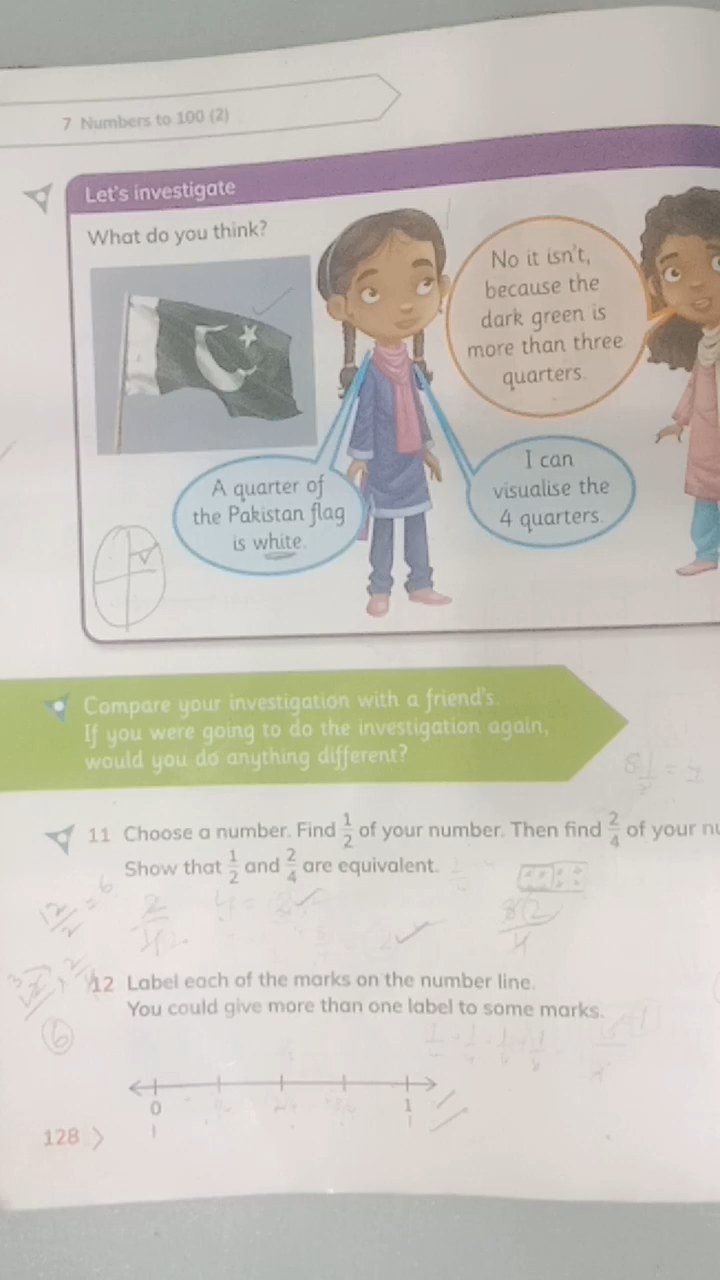 7 Numbers to 100 (2)
Let's investigate
What do you think?
No it isn't,
because the
dark green is
more than three
quarters.
A quarter of
the Pakistan flag
is white.
I can
visualise the
4 quarters.
Compare your investigation with a friend's.
If you were going to do the investigation again,
would you do anything different?
11 Choose a number. Find 1/2 of your number. Then find 2/4 of your
Show that 1/2 and 2/4 are equivalent.
12/2 = 6
12 Label each of the marks on the number line.
You could give more than one label to some marks.
6
0 1
128